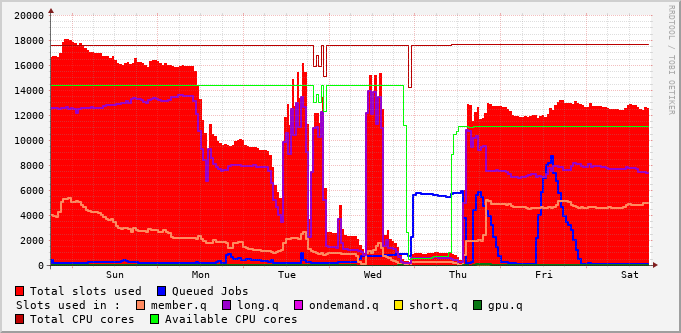 20000
18000
16000
14000
12000
10000
8000
6000
4000
2000
0
Sun Mon Tue Wed Thu Fri Sat
RRDTOOL / TOBI OETIKER
Total slots used Queued Jobs
Slots used in : member.q long.q ondemand.q short.q gpu.q
Total CPU cores Available CPU cores